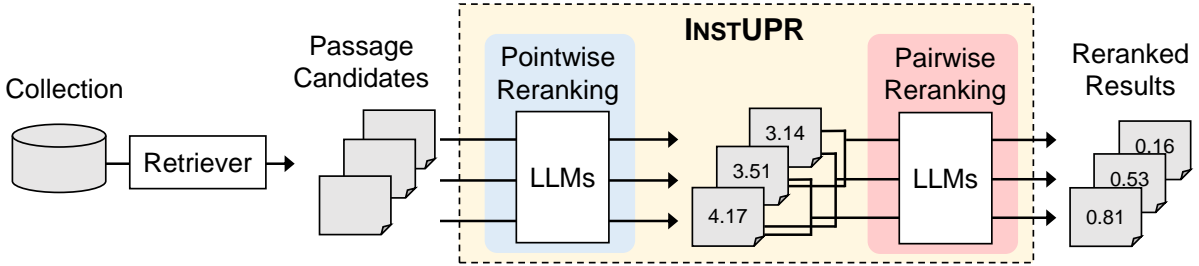 Collection
Retriever
Passage
Candidates
INSTUPR
Pointwise
Reranking
LLMs
3.14
3.51
4.17
Pairwise
Reranking
LLMs
Reranked
Results
0.16
0.53
0.81